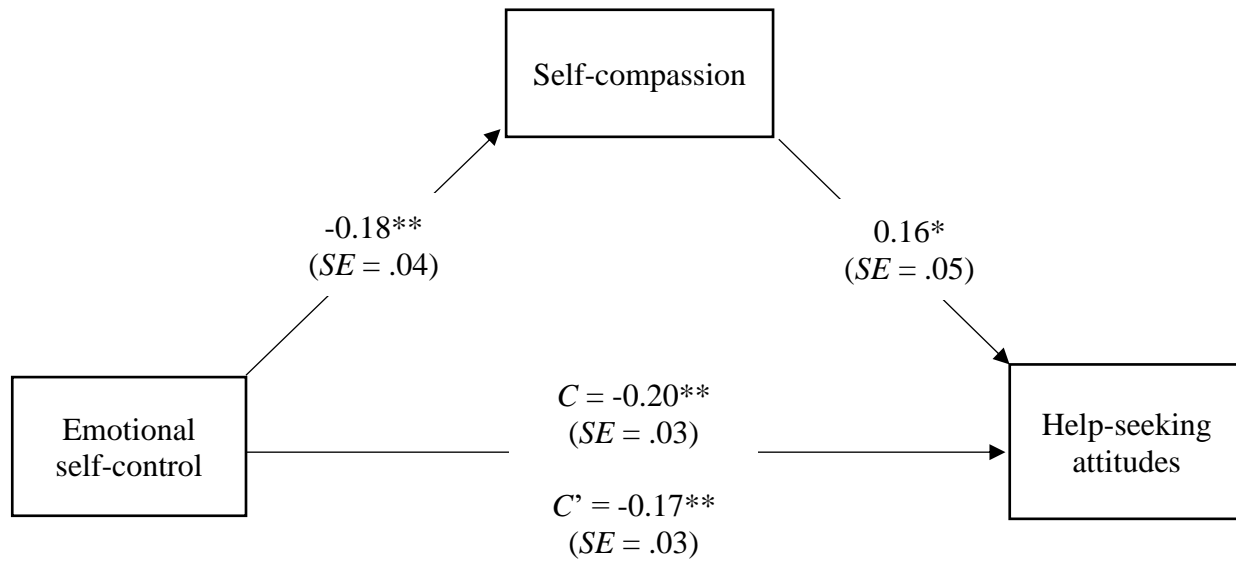 Self-compassion
-0.18**
(SE = .04)
0.16*
(SE = .05)
Emotional
self-control
C = -0.20**
(SE = .03)
C’ = -0.17**
(SE = .03)
Help-seeking
attitudes